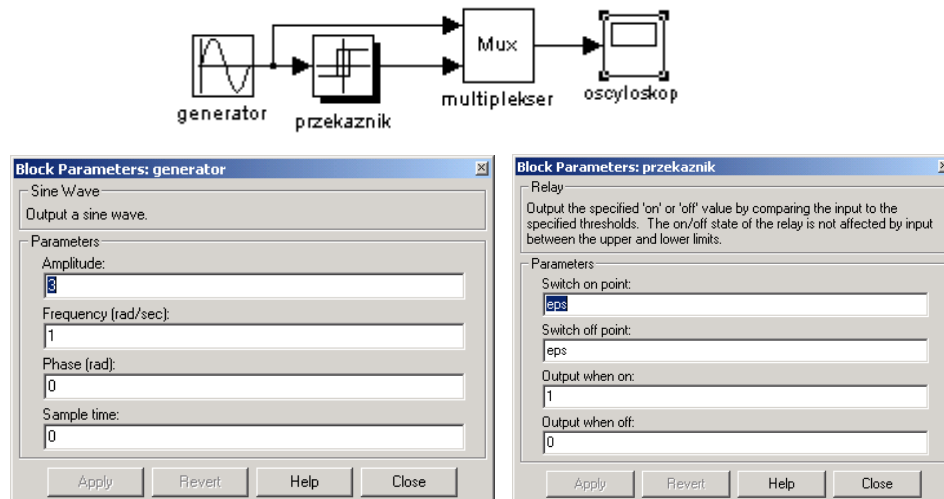 Mux
generator
przekaznik
multiplekser
oscyloskop
Block Parameters: generator
Sine Wave
Output a sine wave.
Parameters
Amplitude:
3
Frequency (rad/sec):
1
Phase (rad):
0
Sample time:
0
Apply
Revert
Help
Close
Block Parameters: przekaznik
Relay
Output the specified 'on' or 'off' value by comparing the input to the
specified thresholds. The on/off state of the relay is not affected by input
between the upper and lower limits.
Parameters
Switch on point:
eps
Switch off point:
eps
Output when on:
1
Output when off:
0
Apply
Revert
Help
Close